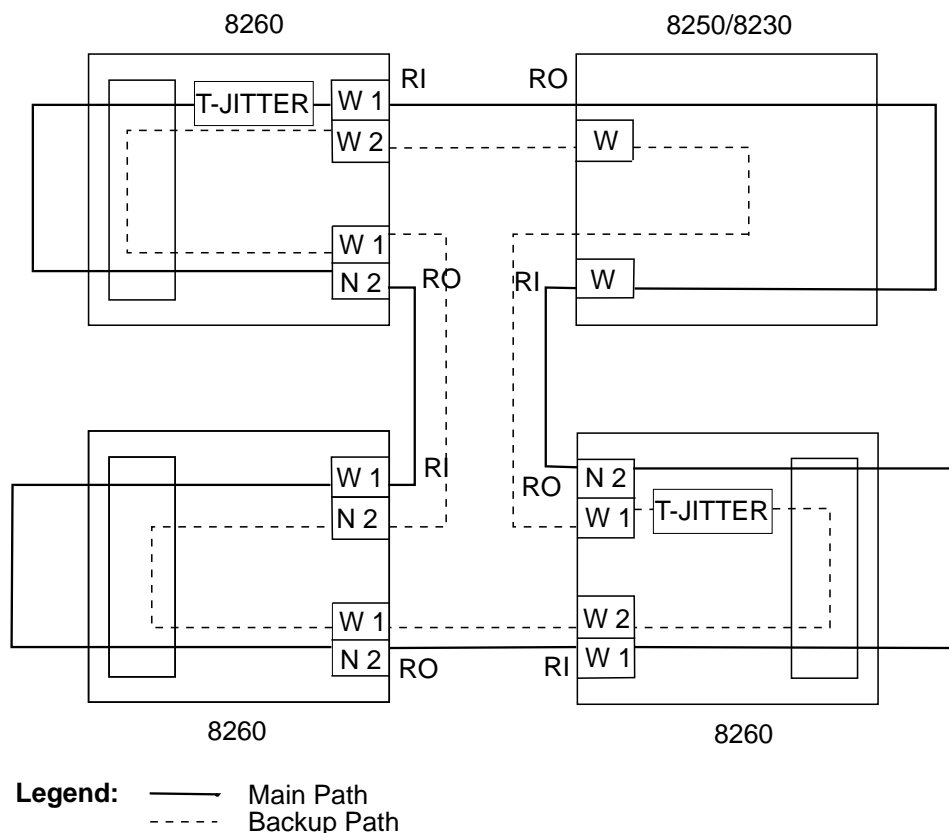 8260
8250/8230
RI
RO
T-JITTER
W 1
W 2
W
W 1
N 2
RO
RI
W
W 1
N 2
RI
RO
N 2
W 1
T-JITTER
W 1
N 2
RO
RI
W 2
W 1
8260
8260
Legend:
Main Path
Backup Path